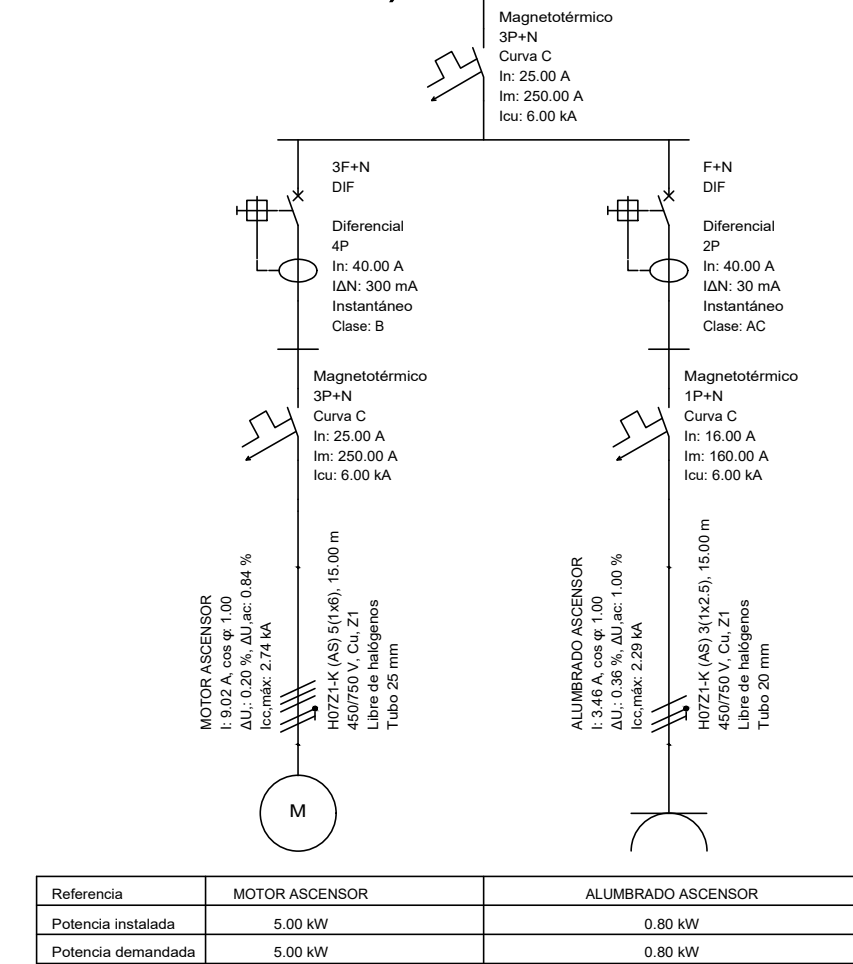 Magnetotérmico
3P+N
Curva C
In: 25.00 A
Im: 250.00 A
Icu: 6.00 kA
3F+N
DIF
Diferencial
4P
In: 40.00 A
IΔN: 300 mA
Instantáneo
Clase: B
F+N
DIF
Diferencial
2P
In: 40.00 A
IΔN: 30 mA
Instantáneo
Clase: AC
Magnetotérmico
3P+N
Curva C
In: 25.00 A
Im: 250.00 A
Icu: 6.00 kA
Magnetotérmico
1P+N
Curva C
In: 16.00 A
Im: 160.00 A
Icu: 6.00 kA
MOTOR ASCENSOR
I: 9.02 A, cos φ: 1.00
ΔU,: 0.20 %, ΔU,ac: 0.84 %
Icc,máx: 2.74 kA
H07Z1-K (AS) 5(1x6), 15.00 m
450/750 V, Cu, Z1
Libre de halógenos
Tubo 25 mm
ALUMBRADO ASCENSOR
I: 3.46 A, cos φ: 1.00
ΔU,: 0.36 %, ΔU,ac: 1.00 %
Icc,máx: 2.29 kA
H07Z1-K (AS) 3(1x2.5), 15.00 m
450/750 V, Cu, Z1
Libre de halógenos
Tubo 20 mm
M
Referencia MOTOR ASCENSOR ALUMBRADO ASCENSOR
Potencia instalada 5.00 kW 0.80 kW
Potencia demandada 5.00 kW 0.80 kW